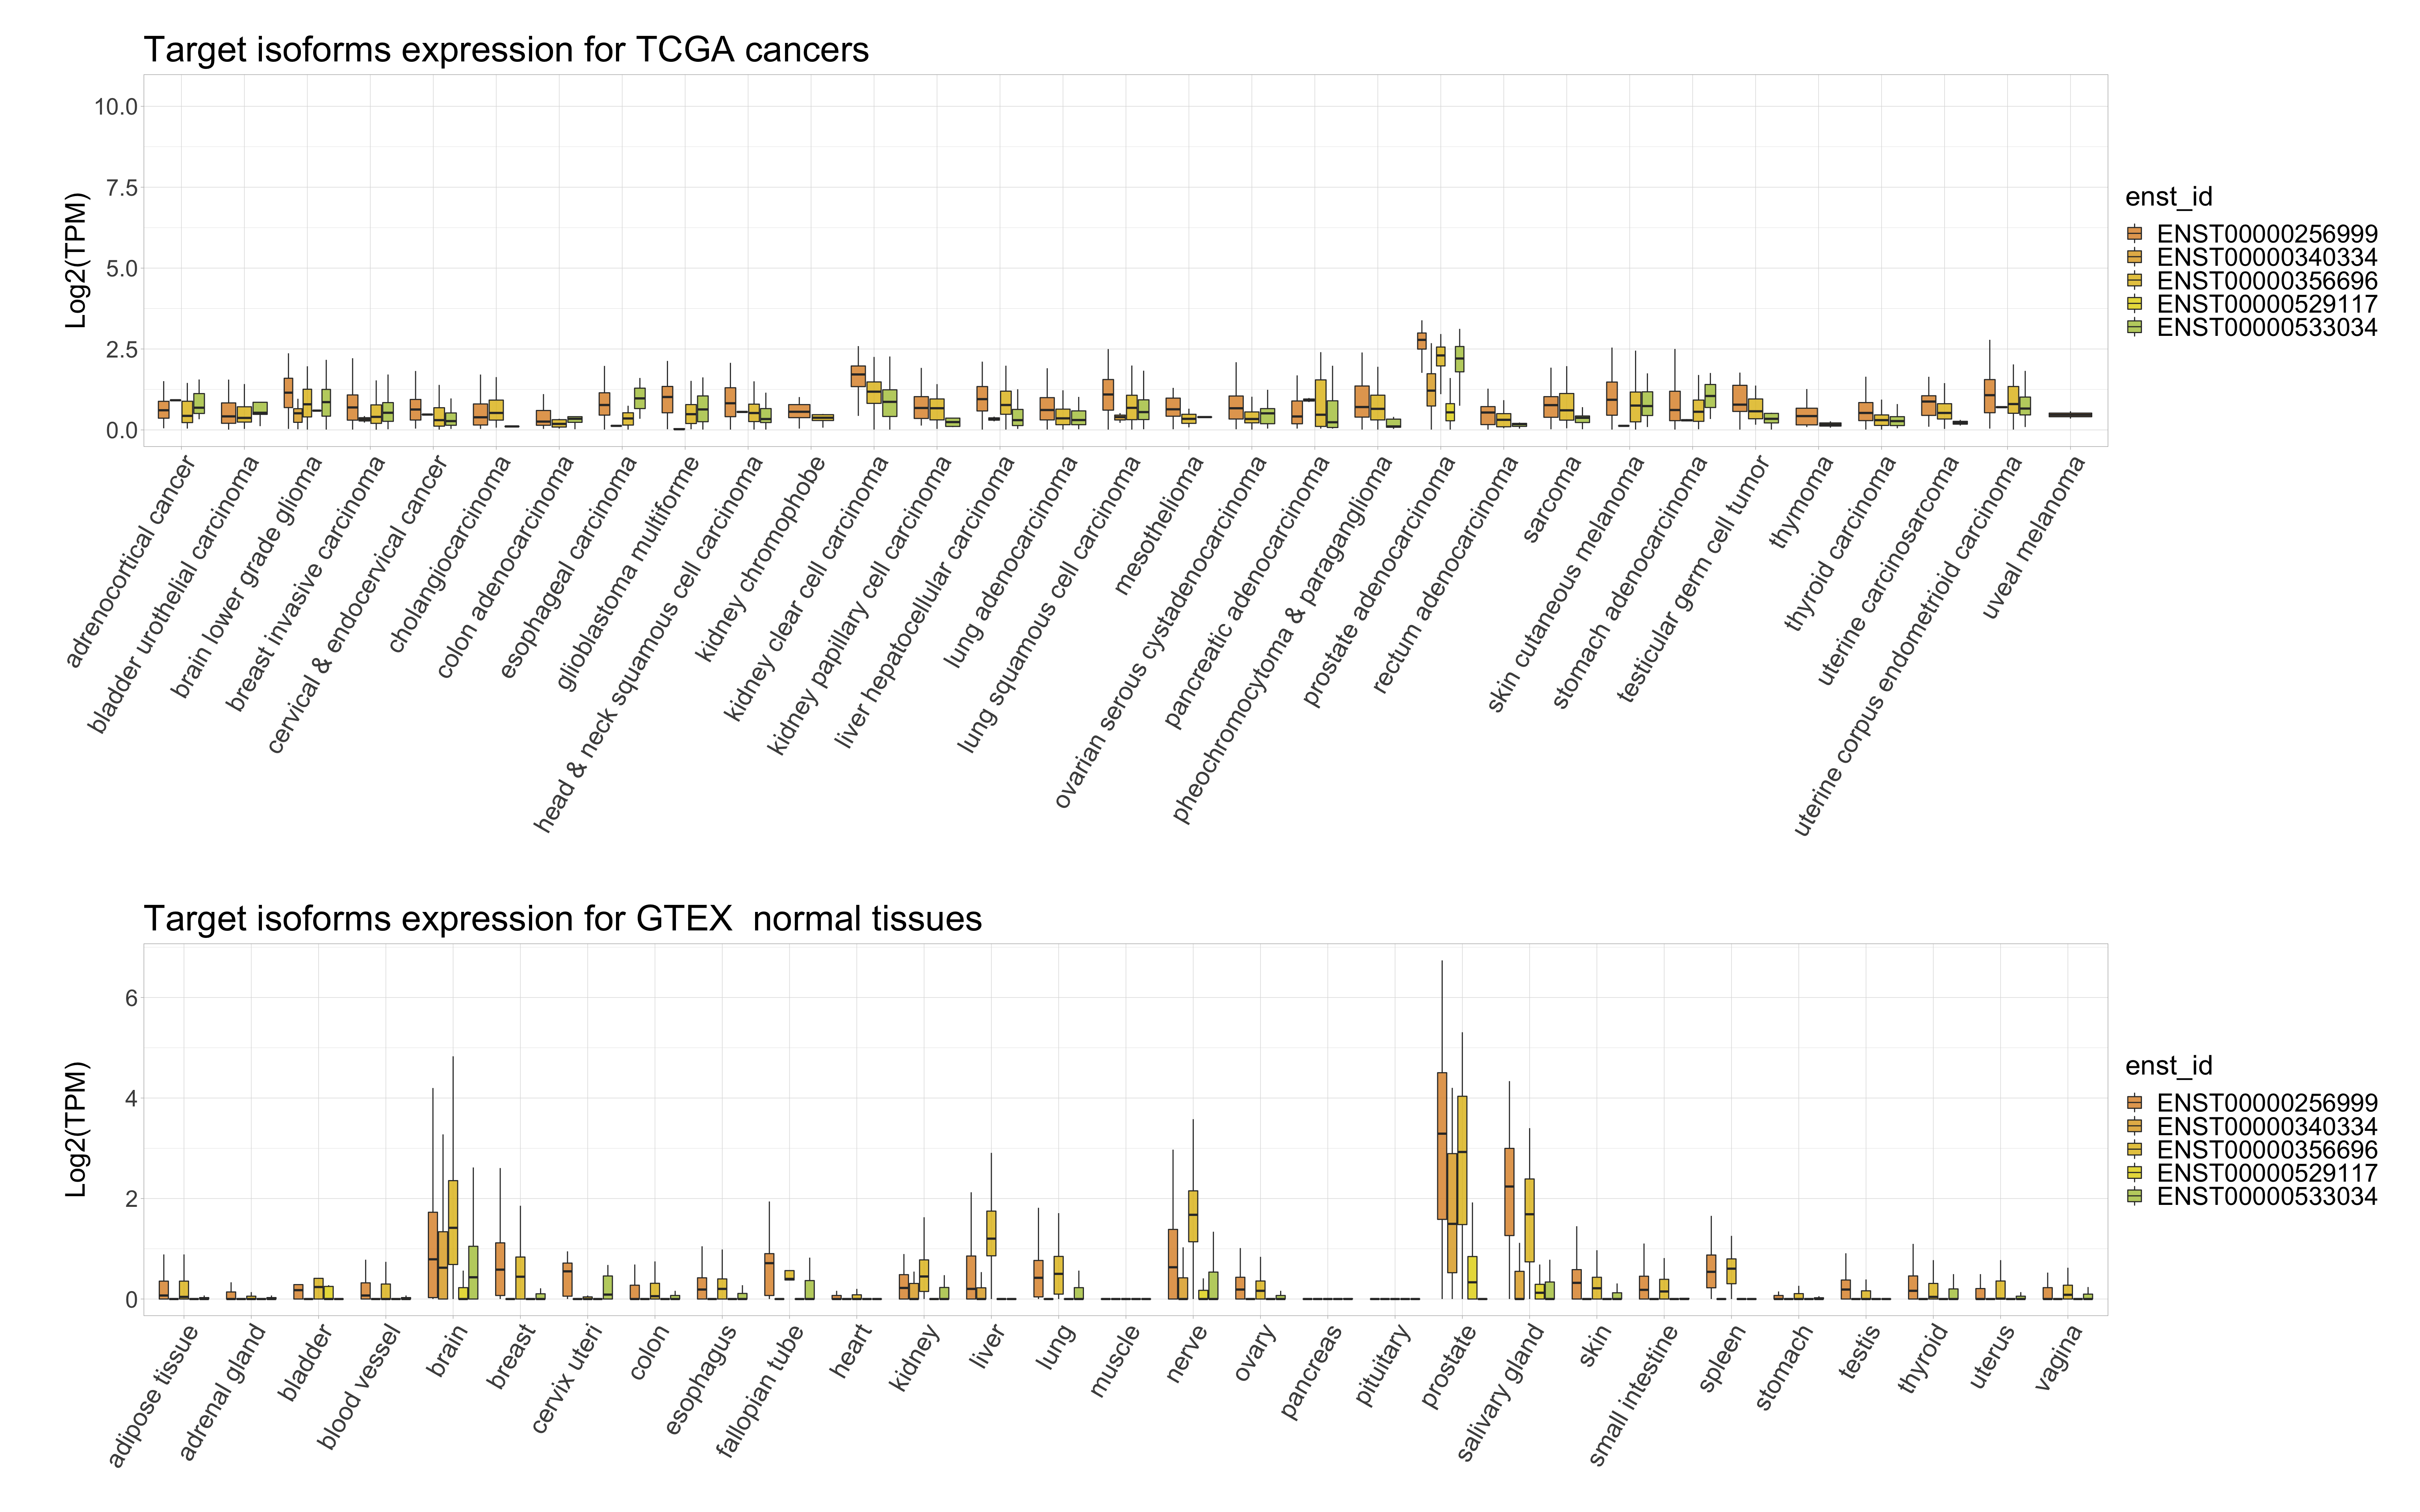 Target isoforms expression for TCGA cancers
10.0
7.5
5.0
2.5
0.0
Log2(TPM)
adrenocortical cancer
bladder urothelial carcinoma
brain lower grade glioma
breast invasive carcinoma
cervical & endocervical cancer
cholangiocarcinoma
colon adenocarcinoma
esophageal carcinoma
glioblastoma multiforme
head & neck squamous cell carcinoma
kidney chromophobe
kidney clear cell carcinoma
kidney papillary cell carcinoma
liver hepatocellular carcinoma
lung adenocarcinoma
lung squamous cell carcinoma
mesothelioma
ovarian serous cystadenocarcinoma
pancreatic adenocarcinoma
pheochromocytoma & paraganglioma
prostate adenocarcinoma
rectum adenocarcinoma
sarcoma
skin cutaneous melanoma
stomach adenocarcinoma
testicular germ cell tumor
thymoma
thyroid carcinoma
uterine carcinosarcoma
uterine corpus endometrioid carcinoma
uveal melanoma
enst_id
ENST00000256999
ENST00000340334
ENST00000356696
ENST00000529117
ENST00000533034
Target isoforms expression for GTEX  normal tissues
6
4
2
0
Log2(TPM)
adipose tissue
adrenal gland
bladder
blood vessel
brain
breast
cervix uteri
colon
esophagus
fallopian tube
heart
kidney
liver
lung
muscle
nerve
ovary
pancreas
pituitary
prostate
salivary gland
skin
small intestine
spleen
stomach
testis
thyroid
uterus
vagina
enst_id
ENST00000256999
ENST00000340334
ENST00000356696
ENST00000529117
ENST00000533034